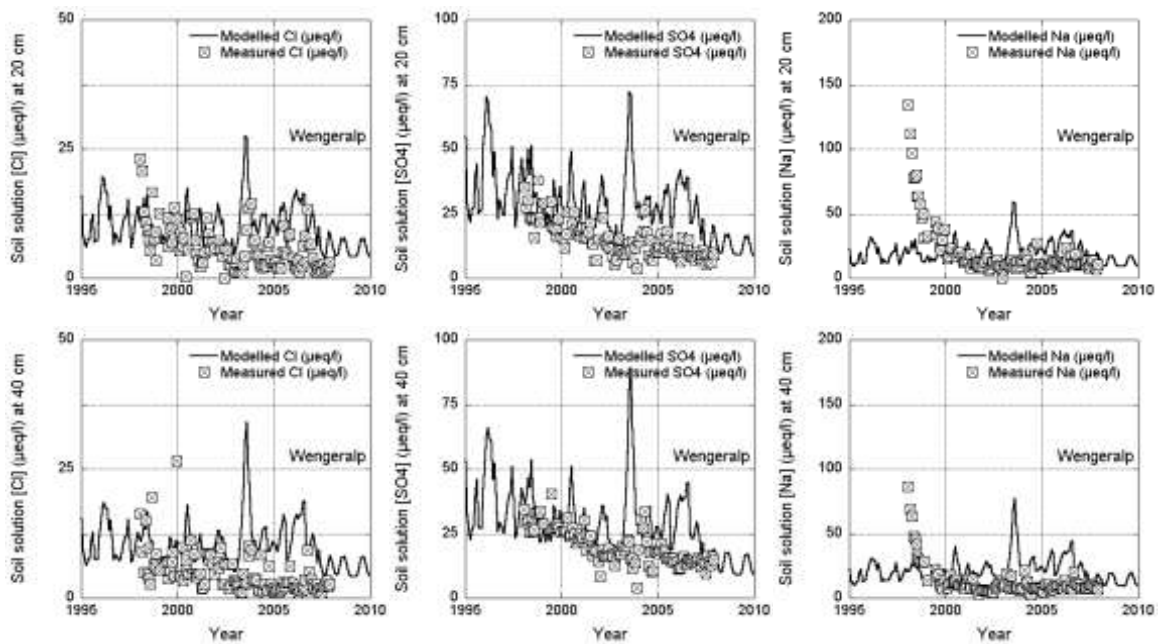 Soil solution [Cl] (µeq/l) at 20 cm
50
25
0
Modelled Cl (µeq/l)
Measured Cl (µeq/l)
Wengeralp
1995 2000 2005 2010
Year
Soil solution [SO4] (µeq/l) at 20 cm
100
75
50
25
0
Modelled SO4 (µeq/l)
Measured SO4 (µeq/l)
Wengeralp
1995 2000 2005 2010
Year
Soil solution [Na] (µeq/l) at 20 cm
200
150
100
50
0
Modelled Na (µeq/l)
Measured Na (µeq/l)
Wengeralp
1995 2000 2005 2010
Year
Soil solution [Cl] (µeq/l) at 40 cm
50
25
0
Modelled Cl (µeq/l)
Measured Cl (µeq/l)
Wengeralp
1995 2000 2005 2010
Year
Soil solution [SO4] (µeq/l) at 40 cm
100
75
50
25
0
Modelled SO4 (µeq/l)
Measured SO4 (µeq/l)
Wengeralp
1995 2000 2005 2010
Year
Soil solution [Na] (µeq/l) at 40 cm
200
150
100
50
0
Modelled Na (µeq/l)
Measured Na (µeq/l)
Wengeralp
1995 2000 2005 2010
Year